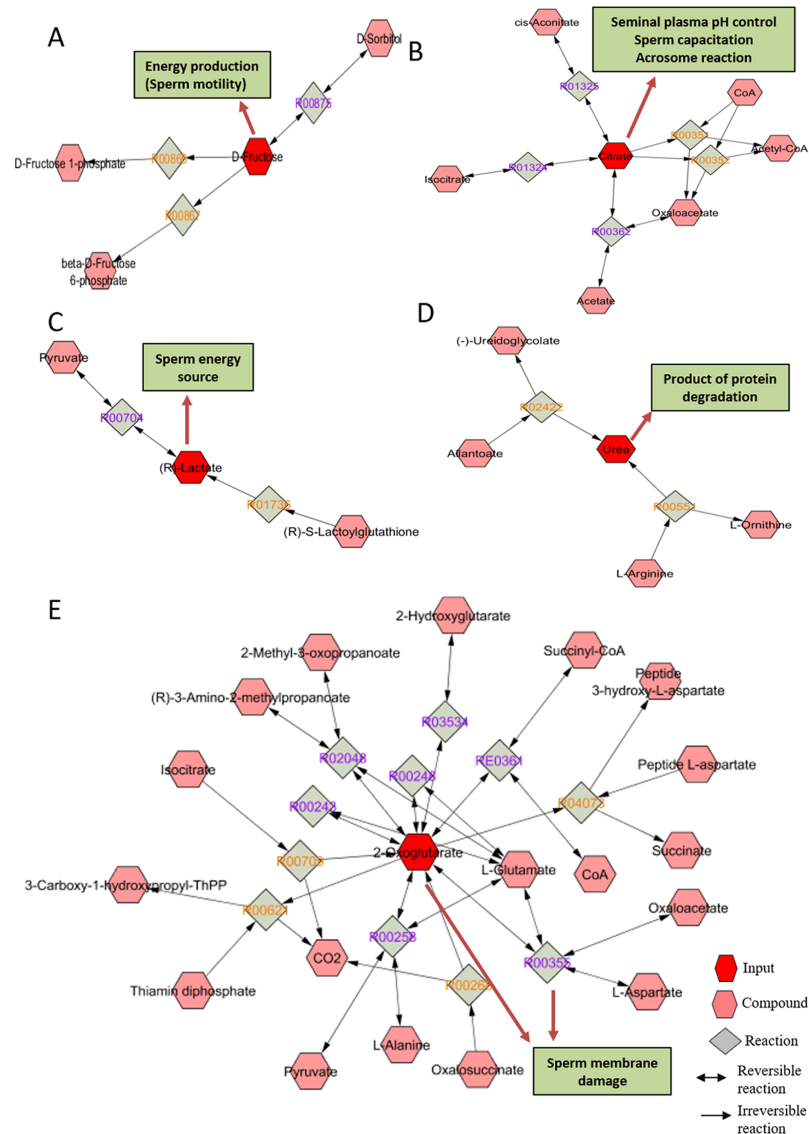 A
Energy production
(Sperm motility)
D-Sorbitol
R00875
D-Fructose
D-Fructose 1-phosphate
R00867
beta-D-Fructose
6-phosphate
B
Seminal plasma pH control
Sperm capacitation
Acrosome reaction
cis-Aconitate
R01325
CoA
R00351
Acetyl-CoA
R00352
Citrate
R01324
Isocitrate
Oxaloacetate
R00362
Acetate
C
Pyruvate
Sperm energy
source
R00704
(R)-Lactate
R01736
(R)-S-Lactoylglutathione
D
(-)-Ureidoglycolate
Product of protein
degradation
R02422
Urea
Allantoate
R00551
L-Ornithine
L-Arginine
E
2-Hydroxyglutarate
2-Methyl-3-oxopropanoate
Succinyl-CoA
Peptide
3-hydroxy-L-aspartate
(R)-3-Amino-2-methylpropanoate
R03534
R02048
RE0361
Isocitrate
R00248
Peptide L-aspartate
R00243
R04073
R00709
2-Oxoglutarate
Succinate
L-Glutamate
CoA
3-Carboxy-1-hydroxypropyl-ThPP
R00621
Oxaloacetate
R00258
CO2
R00355
Thiamin diphosphate
L-Aspartate
L-Alanine
Pyruvate
Oxalosuccinate
Sperm membrane
damage
Input
Compound
Reaction
Reversible
reaction
Irreversible
reaction